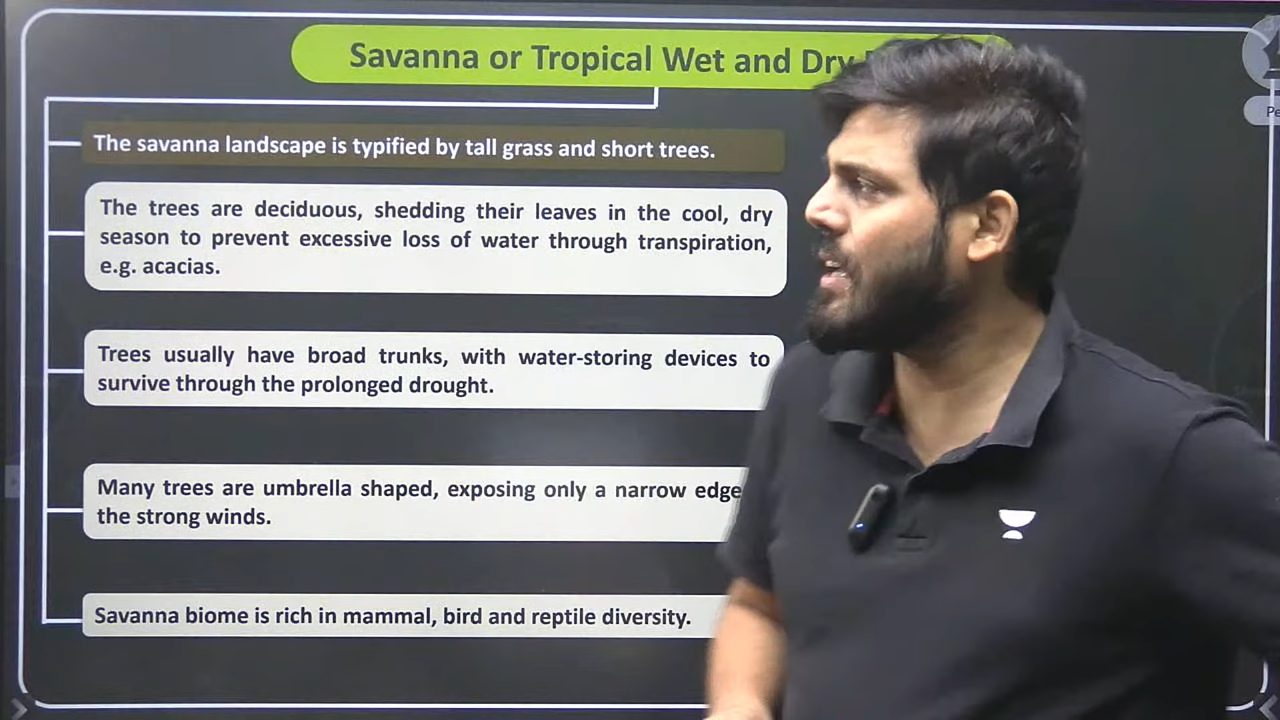 Savanna or Tropical Wet and Dry
The savanna landscape is typified by tall grass and short trees.
The trees are deciduous, shedding their leaves in the cool, dry
season to prevent excessive loss of water through transpiration,
e.g. acacias.
Trees usually have broad trunks, with water-storing devices to
survive through the prolonged drought.
Many trees are umbrella shaped, exposing only a narrow edge
the strong winds.
Savanna biome is rich in mammal, bird and reptile diversity.